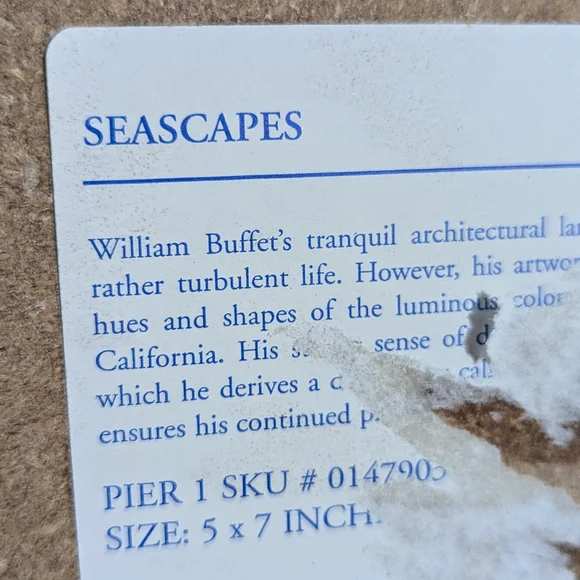 SEASCAPES
William Buffet's tranquil architectural
rather turbulent life. However, his
hues and shapes of the luminous
California. His sense of
which he derives a
ensures his continued
PIER 1 SKU # 014790
SIZE: 5 x 7 INCH